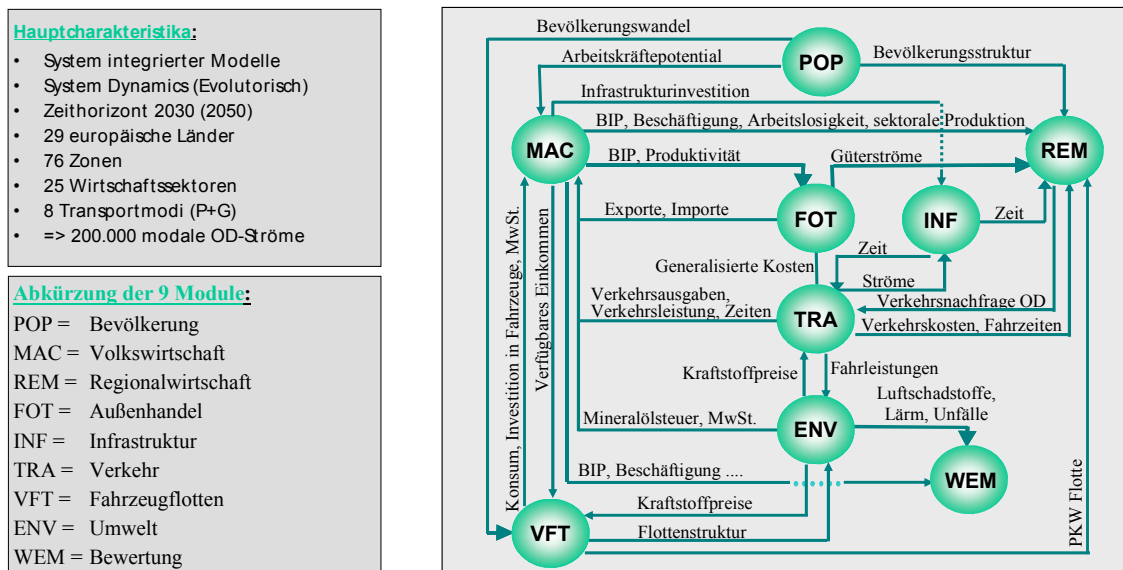 Hauptcharakteristika:
• System integrierter Modelle
• System Dynamics (Evolutorisch)
• Zeithorizont 2030 (2050)
• 29 europäische Länder
• 76 Zonen
• 25 Wirtschaftssektoren
• 8 Transportmodi (P+G)
• => 200.000 modale OD-Ströme
Abkürzung der 9 Module:
POP = Bevölkerung
MAC = Volkswirtschaft
REM = Regionalwirtschaft
FOT = Außenhandel
INF = Infrastruktur
TRA = Verkehr
VFT = Fahrzeugflotten
ENV = Umwelt
WEM = Bewertung
Bevölkerungswandel
Arbeitskräftepotential
POP
Bevölkerungsstruktur
Infrastrukturinvestition
BIP, Beschäftigung, Arbeitslosigkeit, sektorale Produktion
MAC
REM
BIP, Produktivität
Güterströme
Exporte, Importe
FOT
INF
Zeit
Zeit
Generalisierte Kosten
Ströme
Verkehrsausgaben,
Verkehrsleistung, Zeiten
TRA
Verkehrsnachfrage OD
Verkehrskosten, Fahrzeiten
Konsum, Investition in Fahrzeuge, MwSt.
Verfügbares Einkommen
Kraftstoffpreise
Fahrleistungen
Luftschadstoffe,
Lärm, Unfälle
Mineralölsteuer, MwSt.
ENV
BIP, Beschäftigung ....
WEM
Kraftstoffpreise
VFT
Flottenstruktur
PKW Flotte